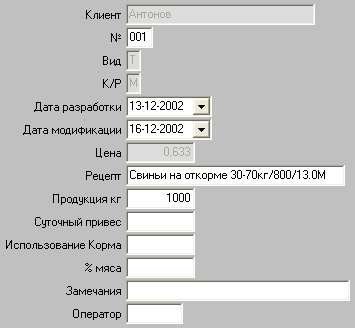 Клиент Антонов
№ 001
Вид Т
К/Р М
Дата разработки 13-12-2002
Дата модификации 16-12-2002
Цена 0,633
Рецепт Свиньи на откорме 30-70кг/800/13.0М
Продукция кг 1000
Суточный привес
Использование Корма
% мяса
Замечания
Оператор